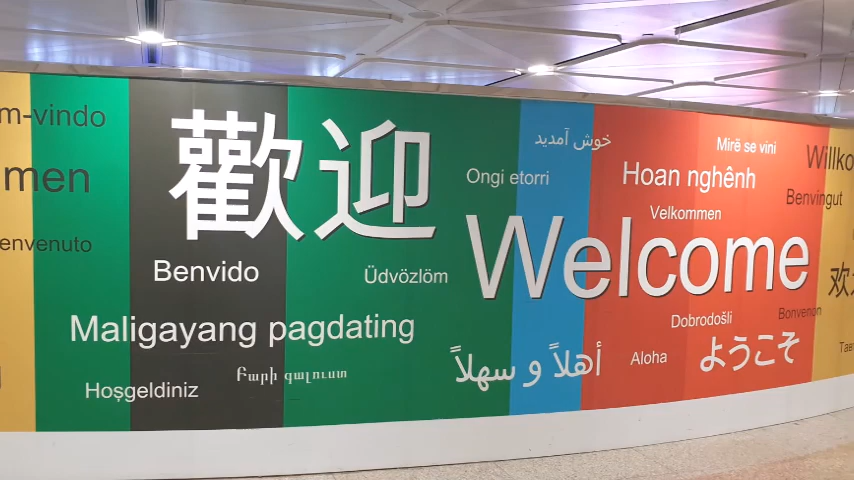 m-vindo
men
envenuto
歡迎
Benvido
Üdvözlöm
Maligayang pagdating
Hoşgeldiniz
Բարի գալուստ
Ongi etorri
خوش آمدید
Welcome
أهلاً و سهلاً
Hoan nghênh
Mirë se vini
Velkommen
Dobrodošli
Aloha
ようこそ
Willko
Benvingut
欢
Bonvenon
Tae